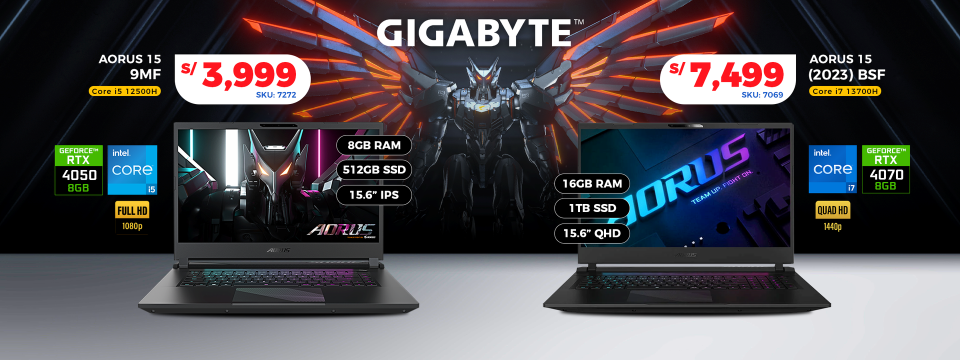 GIGABYTE™
AORUS 15
9MF
Core i5 12500H
S/ 3,999
SKU: 7272
S/ 7,499
SKU: 7069
AORUS 15
(2023) BSF
Core i7 13700H
GEFORCE™
RTX
4050
8GB
intel.
CORE
i5
FULL HD
1080p
8GB RAM
512GB SSD
15.6” IPS
AORUS
16GB RAM
1TB SSD
15.6” QHD
AORUS
TEAM UP. FIGHT ON.
intel.
CORE
i7
GEFORCE™
RTX
4070
8GB
QUAD HD
1440p